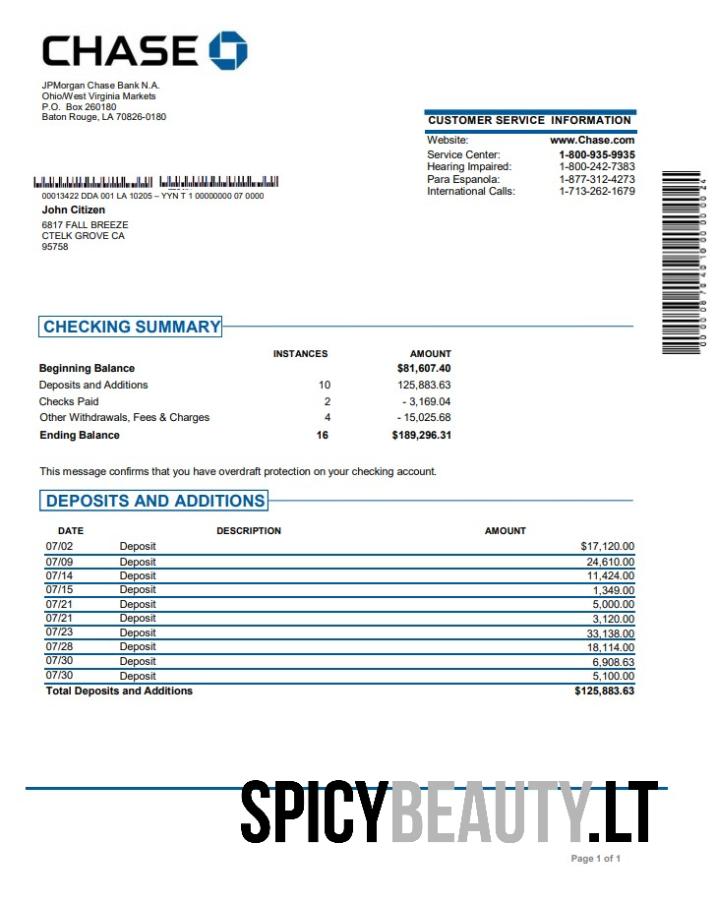 CHASE
JPMorgan Chase Bank N.A.
Ohio/West Virginia Markets
P.O. Box 260180
Baton Rouge, LA 70826-0180
CUSTOMER SERVICE INFORMATION
Website: www.Chase.com
Service Center: 1-800-935-9935
Hearing Impaired: 1-800-242-7383
Para Espanola: 1-877-312-4273
International Calls: 1-713-262-1679
00013422 DDA 001 LA 10205 – YYN T 1 00000000 07 0000
John Citizen
6817 FALL BREEZE
CTELK GROVE CA
95758
CHECKING SUMMARY
INSTANCES AMOUNT
Beginning Balance $81,607.40
Deposits and Additions 10 125,883.63
Checks Paid 2 - 3,169.04
Other Withdrawals, Fees & Charges 4 - 15,025.68
Ending Balance 16 $189,296.31
This message confirms that you have overdraft protection on your checking account.
DEPOSITS AND ADDITIONS
DATE DESCRIPTION AMOUNT
07/02 Deposit $17,120.00
07/09 Deposit 24,610.00
07/14 Deposit 11,424.00
07/15 Deposit 1,349.00
07/21 Deposit 5,000.00
07/21 Deposit 3,120.00
07/23 Deposit 33,138.00
07/28 Deposit 18,114.00
07/30 Deposit 6,908.63
07/30 Deposit 5,100.00
Total Deposits and Additions $125,883.63
SPICYBEAUTY.LT
Page 1 of 1